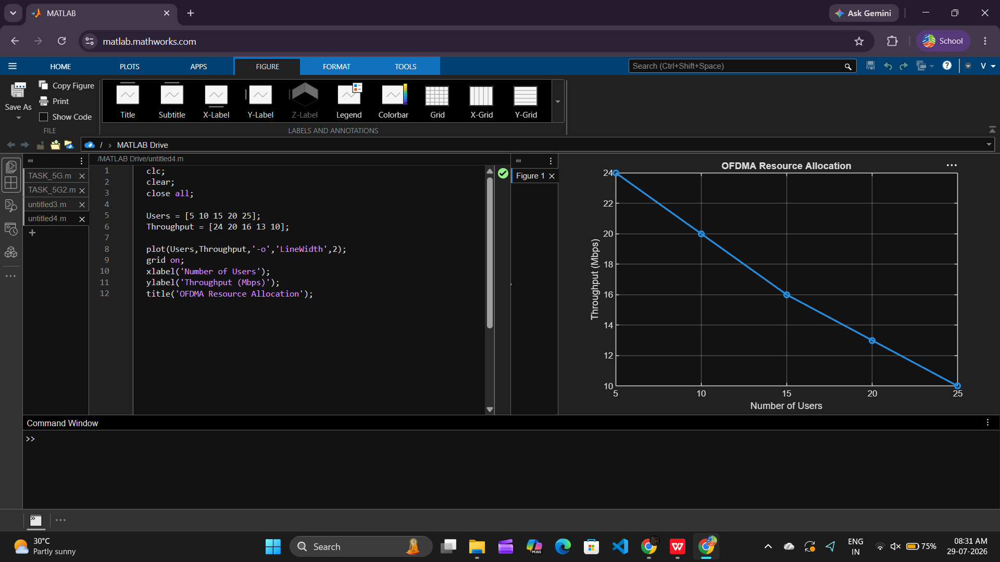 MATLAB
Ask Gemini
matlab.mathworks.com
School
HOME
PLOTS
APPS
FIGURE
FORMAT
TOOLS
Search (Ctrl+Shift+Space)
?
V
Save As
Copy Figure
Print
Show Code
FILE
Title
Subtitle
X-Label
Y-Label
Z-Label
Legend
Colorbar
Grid
X-Grid
Y-Grid
LABELS AND ANNOTATIONS
/ › MATLAB Drive
TASK_5G.m
TASK_5G2.m
untitled3.m
untitled4.m
/MATLAB Drive/untitled4.m
1 clc;
2 clear;
3 close all;
4
5 Users = [5 10 15 20 25];
6 Throughput = [24 20 16 13 10];
7
8 plot(Users,Throughput,'-o','LineWidth',2);
9 grid on;
10 xlabel('Number of Users');
11 ylabel('Throughput (Mbps)');
12 title('OFDMA Resource Allocation');
Figure 1
OFDMA Resource Allocation
Throughput (Mbps)
24
22
20
18
16
14
12
10
5 10 15 20 25
Number of Users
Command Window
>>
30°C
Partly sunny
Search
M365
W
ENG
IN
75%
08:31 AM
29-07-2026